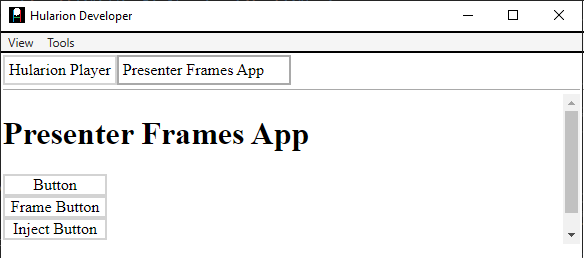 Hularion Developer
View Tools
Hularion Player Presenter Frames App
Presenter Frames App
Button
Frame Button
Inject Button